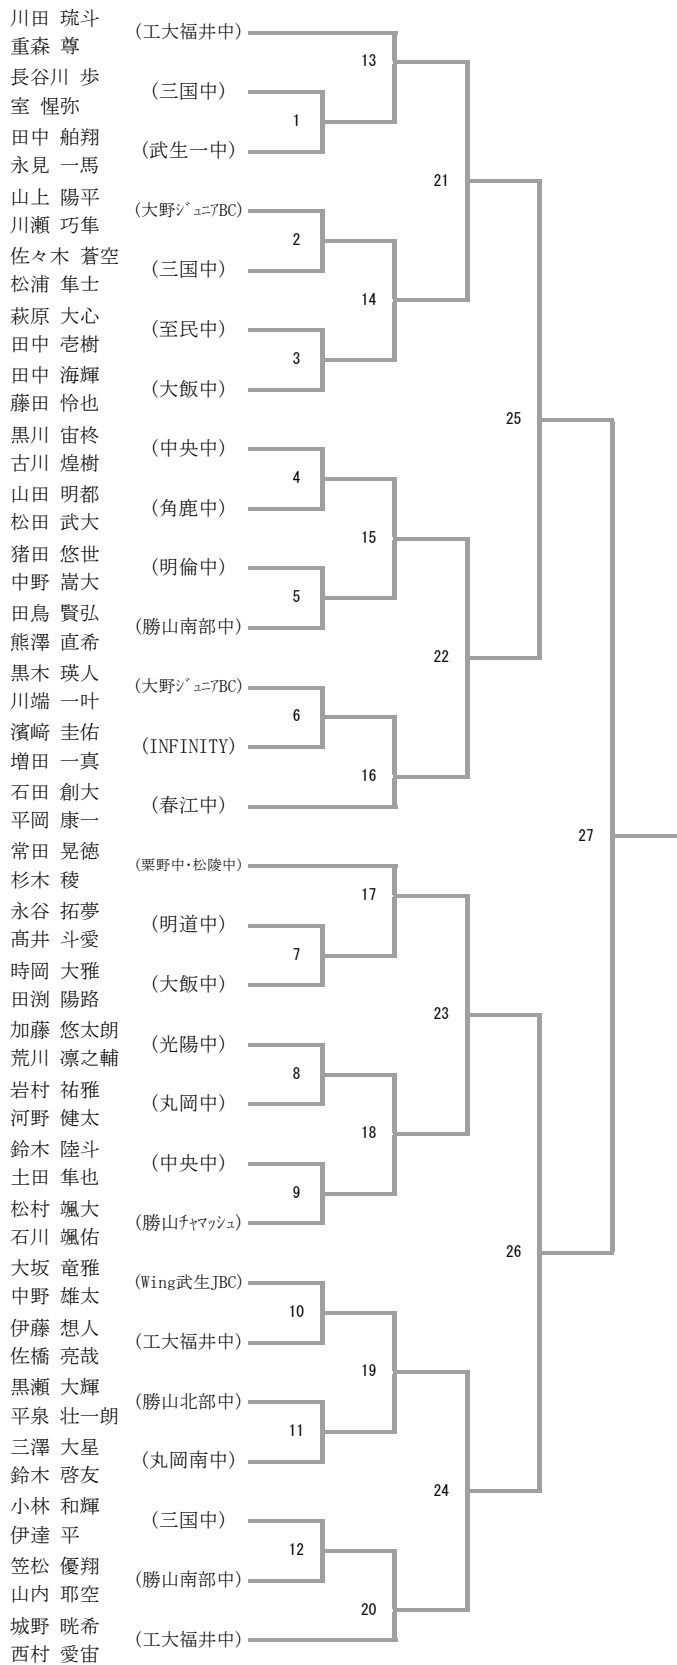 川田 琉斗
重森 尊
(工大福井中)
13
長谷川 歩
室 惺弥
(三国中)
1
田中 舶翔
永見 一馬
(武生一中)
21
山上 陽平
川瀬 巧隼
(大野ジュニアBC)
2
佐々木 蒼空
松浦 隼士
(三国中)
14
萩原 大心
田中 壱樹
(至民中)
3
田中 海輝
藤田 怜也
(大飯中)
25
黒川 宙柊
古川 煌樹
(中央中)
4
山田 明都
松田 武大
(角鹿中)
15
猪田 悠世
中野 嵩大
(明倫中)
5
田鳥 賢弘
熊澤 直希
(勝山南部中)
22
黒木 瑛人
川端 一叶
(大野ジュニアBC)
6
濱﨑 圭佑
増田 一真
(INFINITY)
16
石田 創大
平岡 康一
(春江中)
27
常田 晃徳
杉木 稜
(粟野中・松陵中)
17
永谷 拓夢
髙井 斗愛
(明道中)
7
時岡 大雅
田渕 陽路
(大飯中)
23
加藤 悠太朗
荒川 凛之輔
(光陽中)
8
岩村 祐雅
河野 健太
(丸岡中)
18
鈴木 陸斗
土田 隼也
(中央中)
9
松村 颯大
石川 颯佑
(勝山チャマッシュ)
26
大坂 竜雅
中野 雄太
(Wing武生JBC)
10
伊藤 想人
佐橋 亮哉
(工大福井中)
19
黒瀬 大輝
平泉 壮一朗
(勝山北部中)
11
三澤 大星
鈴木 啓友
(丸岡南中)
24
小林 和輝
伊達 平
(三国中)
12
笠松 優翔
山内 耶空
(勝山南部中)
20
城野 晄希
西村 愛宙
(工大福井中)